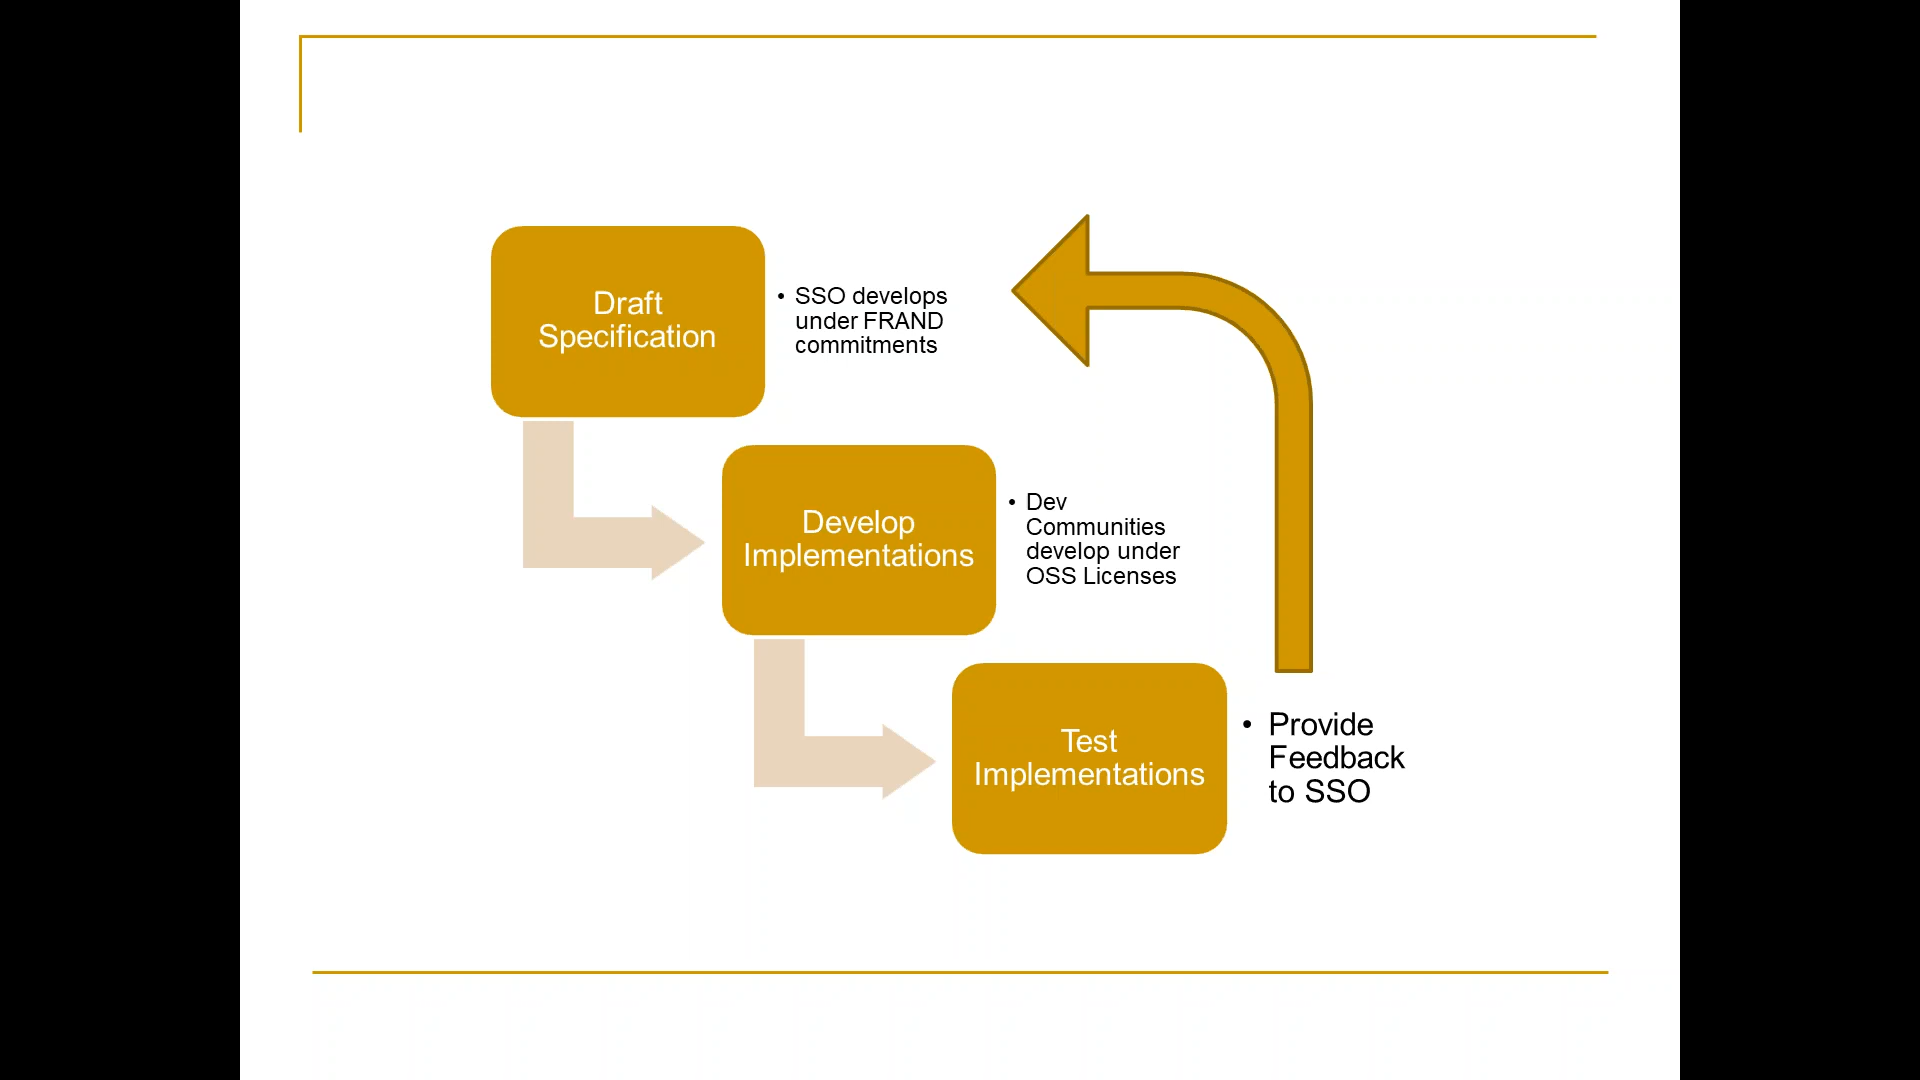 Draft
Specification
• SSO develops
under FRAND
commitments
Develop
Implementations
• Dev
Communities
develop under
OSS Licenses
Test
Implementations
• Provide
Feedback
to SSO